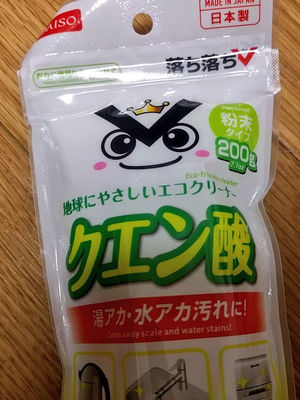 DAISO
MADE IN JAPAN
日本製
落ち落ちV
粉末
タイプ
200g
7.1oz
Eco-friendly cleaner
地球にやさしいエコクリーナー
クエン酸
湯アカ・水アカ汚れに!
Clean away scale and water stains!